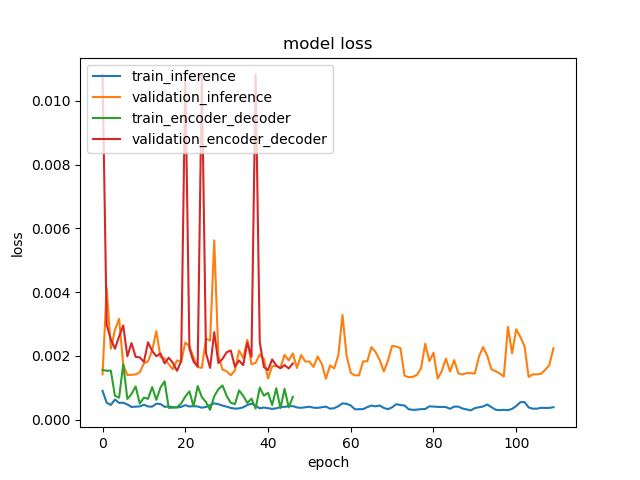 model loss
train_inference
validation_inference
train_encoder_decoder
validation_encoder_decoder
loss
0.010
0.008
0.006
0.004
0.002
0.000
0 20 40 60 80 100
epoch